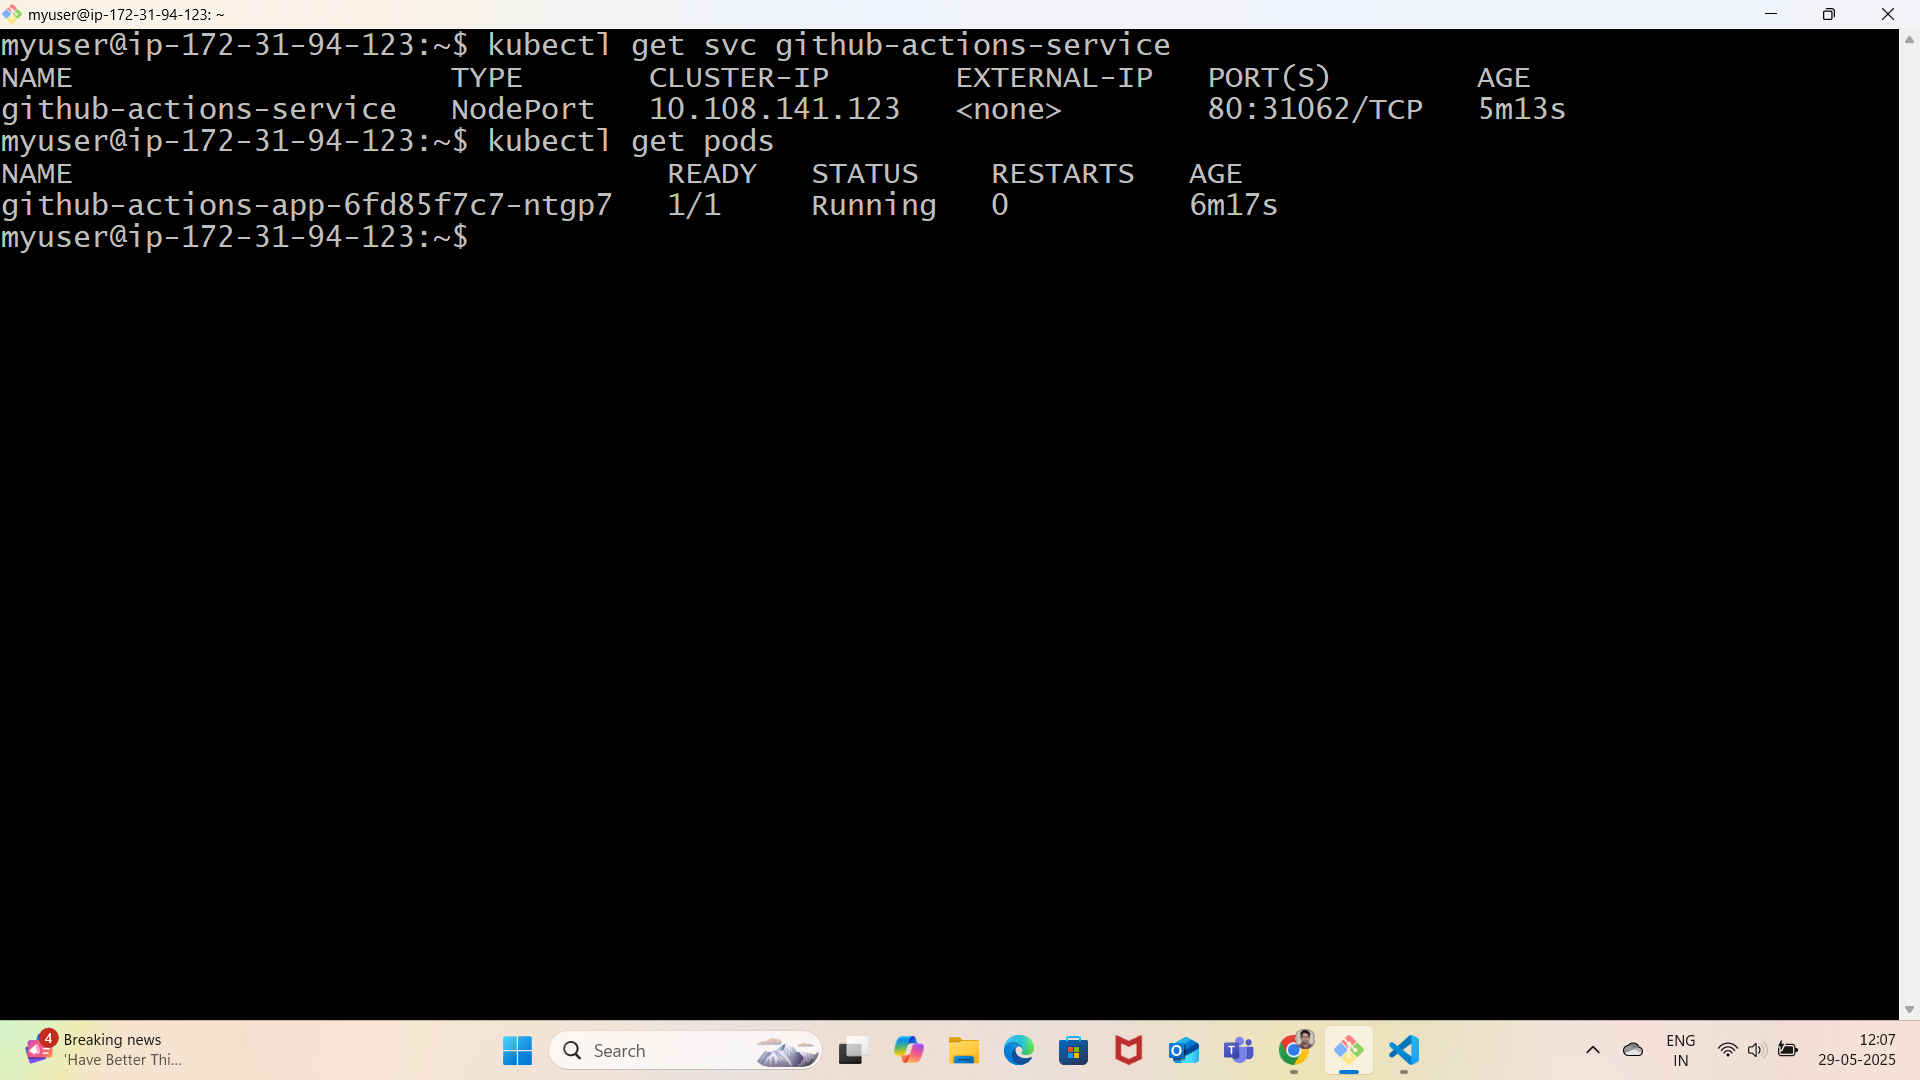 myuser@ip-172-31-94-123: ~
myuser@ip-172-31-94-123:~$ kubectl get svc github-actions-service
NAME                     TYPE       CLUSTER-IP       EXTERNAL-IP   PORT(S)        AGE
github-actions-service   NodePort   10.108.141.123   <none>        80:31062/TCP   5m13s
myuser@ip-172-31-94-123:~$ kubectl get pods
NAME                                 READY   STATUS    RESTARTS   AGE
github-actions-app-6fd85f7c7-ntgp7   1/1     Running   0          6m17s
myuser@ip-172-31-94-123:~$
4
Breaking news
'Have Better Thi...
Search
ENG
IN
12:07
29-05-2025